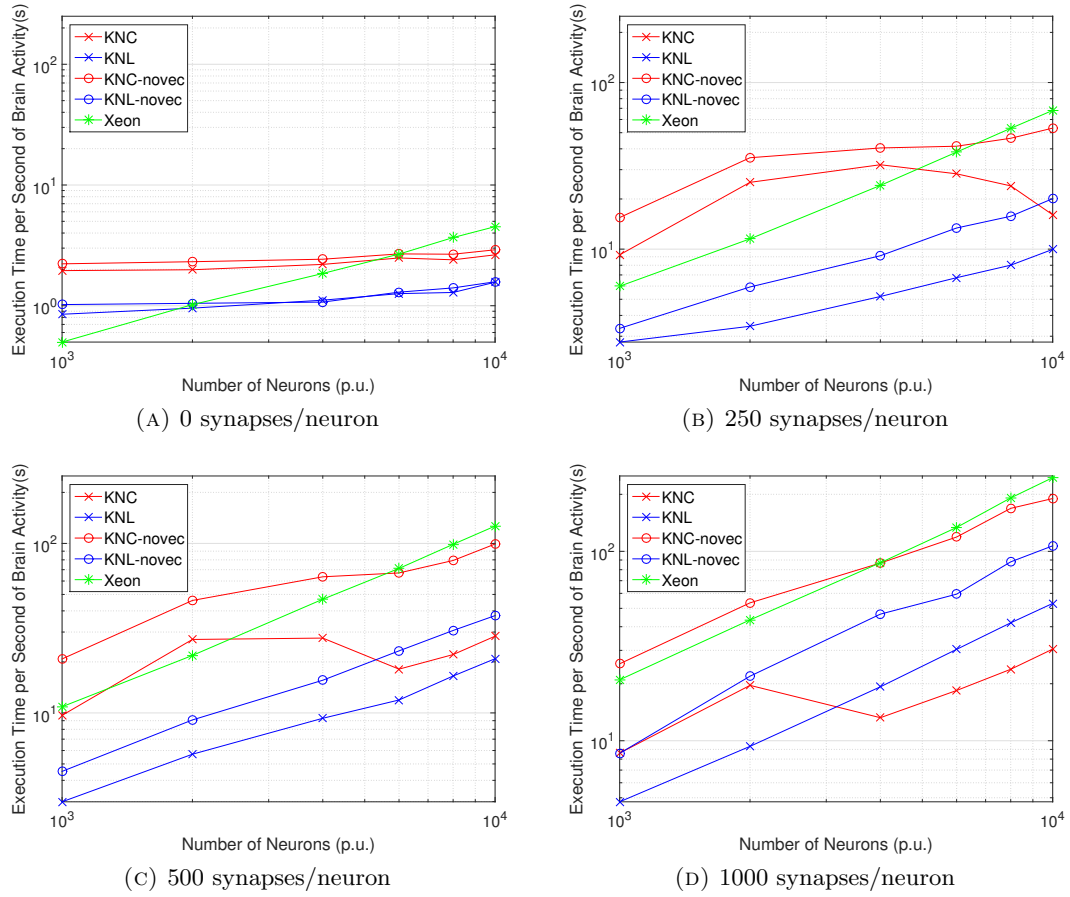 Execution Time per Second of Brain Activity(s)
10^2
10^1
10^0
KNC
KNL
KNC-novec
KNL-novec
Xeon
10^3
10^4
Number of Neurons (p.u.)
(A) 0 synapses/neuron
Execution Time per Second of Brain Activity(s)
10^2
10^1
KNC
KNL
KNC-novec
KNL-novec
Xeon
10^3
10^4
Number of Neurons (p.u.)
(B) 250 synapses/neuron
Execution Time per Second of Brain Activity(s)
10^2
10^1
KNC
KNL
KNC-novec
KNL-novec
Xeon
10^3
10^4
Number of Neurons (p.u.)
(C) 500 synapses/neuron
Execution Time per Second of Brain Activity(s)
10^2
10^1
KNC
KNL
KNC-novec
KNL-novec
Xeon
10^3
10^4
Number of Neurons (p.u.)
(D) 1000 synapses/neuron